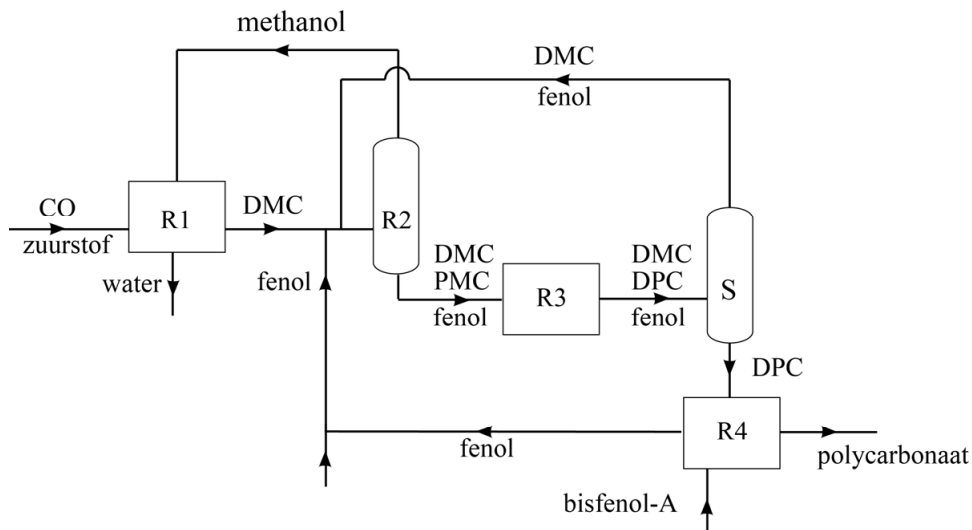 methanol
DMC
fenol
CO
zuurstof
R1
DMC
R2
water
fenol
DMC
PMC
fenol
R3
DMC
DPC
fenol
S
DPC
R4
fenol
polycarbonaat
bisfenol-A